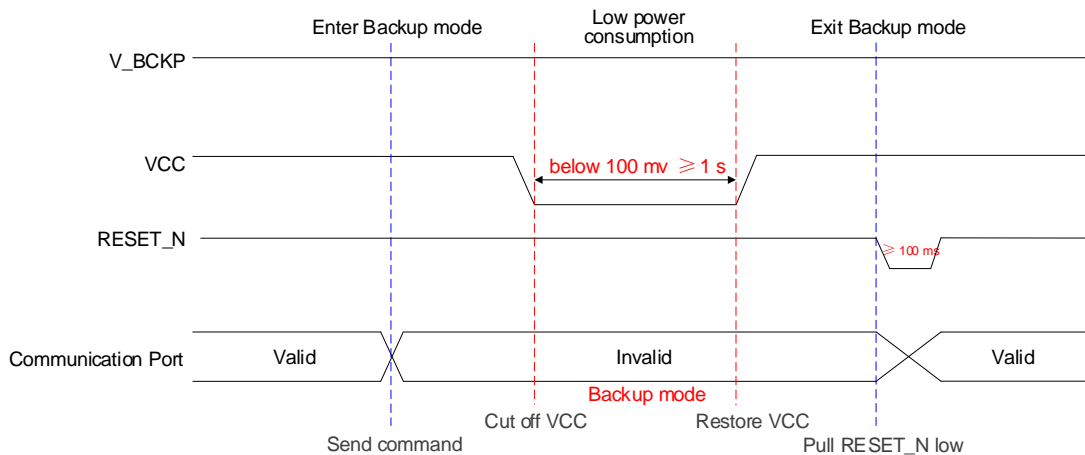 Enter Backup mode
Low power
consumption
Exit Backup mode
V_BCKP
VCC
below 100 mv ≥ 1 s
RESET_N
≥ 100 ms
Communication Port
Valid
Invalid
Valid
Backup mode
Cut off VCC
Restore VCC
Send command
Pull RESET_N low